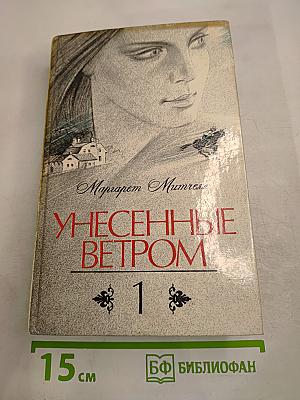 Маргарет Митчелл
УНЕСЕННЫЕ
ВЕТРОМ
1
15 см
БФ БИБЛИОФАН